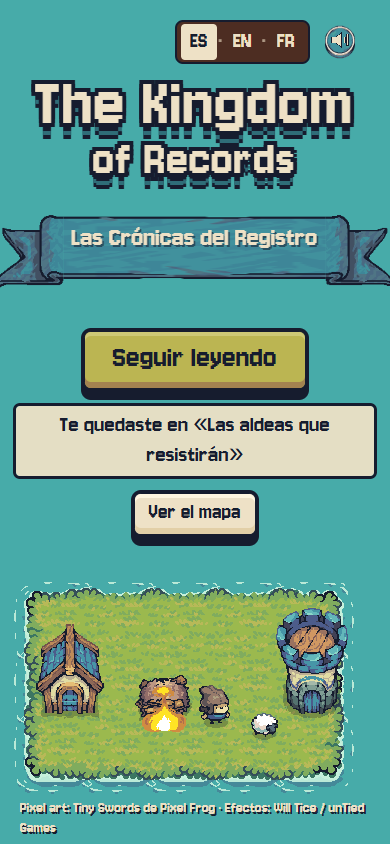 ES · EN · FR
The Kingdom
of Records
Las Crónicas del Registro
Seguir leyendo
Te quedaste en «Las aldeas que
resistirán»
Ver el mapa
Pixel art: Tiny Swords de Pixel Frog · Efectos: Will Tice / unTied
Games